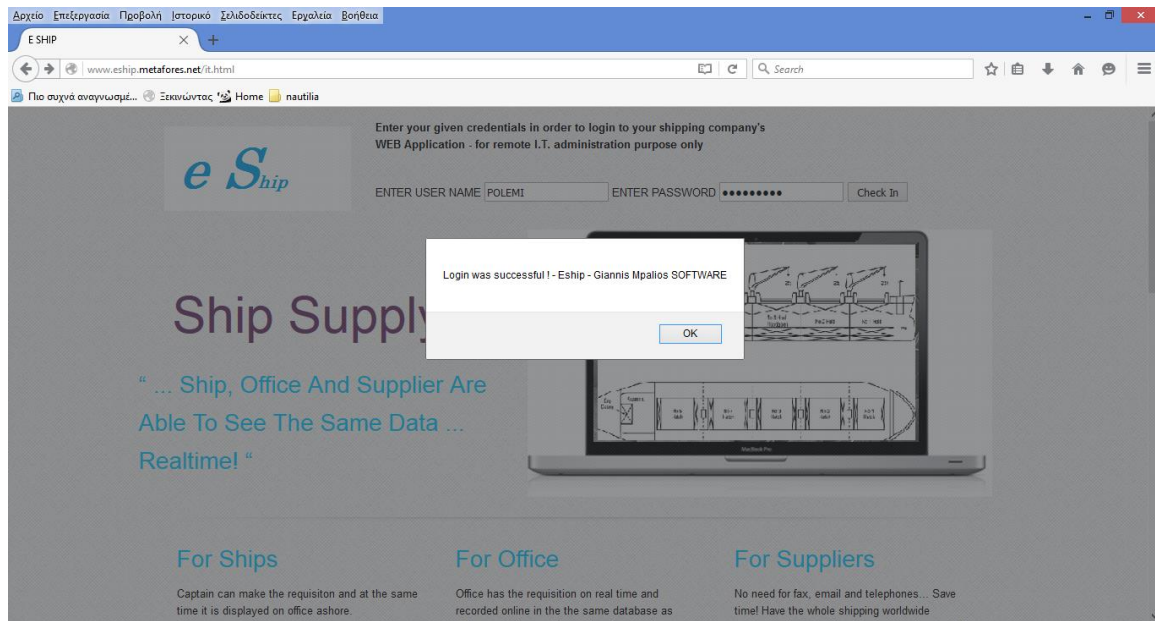 Αρχείο Επεξεργασία Προβολή Ιστορικό Σελιδοδείκτες Εργαλεία Βοήθεια
E SHIP
www.eship.metafores.net/it.html
Search
Πιο συχνά αναγνωσμέ... Ξεκινώντας Home nautilia
Enter your given credentials in order to login to your shipping company's
WEB Application - for remote I.T. administration purpose only
e Ship
ENTER USER NAME POLEMI ENTER PASSWORD ●●●●●●●●● Check In
Login was successful ! - Eship - Giannis Mpalios SOFTWARE
OK
Ship Supply
“ ... Ship, Office And Supplier Are
Able To See The Same Data ...
Realtime! “
MacBook Pro
For Ships
Captain can make the requisiton and at the same
time it is displayed on office ashore.
For Office
Office has the requisition on real time and
recorded online in the the same database as
For Suppliers
No need for fax, email and telephones... Save
time! Have the whole shipping worldwide